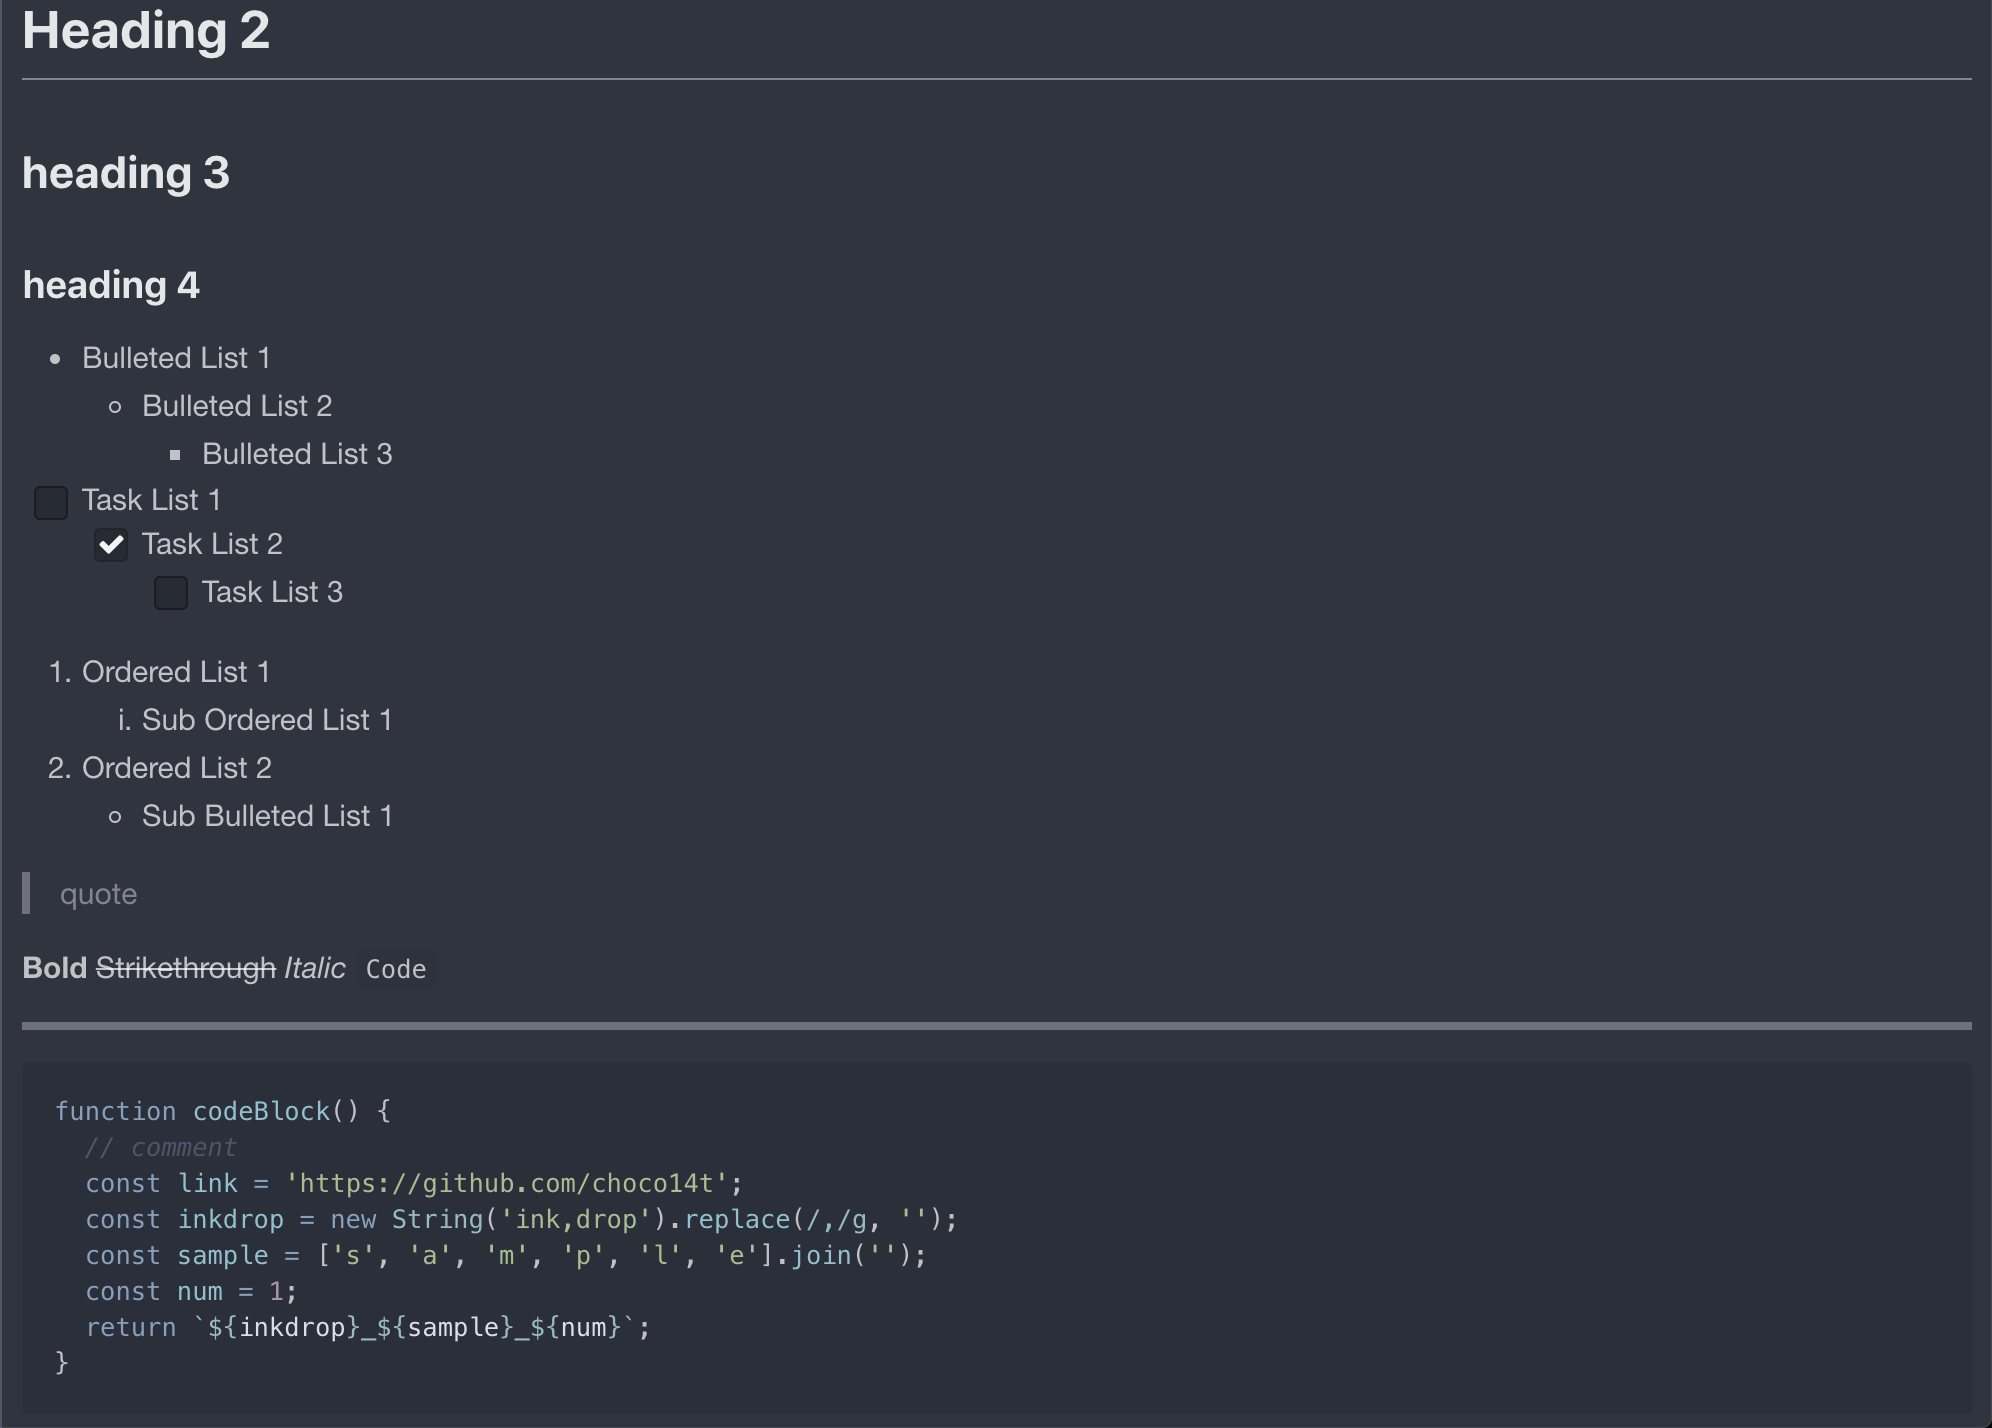 Heading 2
heading 3
heading 4
Bulleted List 1
Bulleted List 2
Bulleted List 3
Task List 1
Task List 2
Task List 3
1. Ordered List 1
i. Sub Ordered List 1
2. Ordered List 2
Sub Bulleted List 1
quote
Bold Strikethrough Italic Code
function codeBlock() {
  // comment
  const link = 'https://github.com/choco14t';
  const inkdrop = new String('ink,drop').replace(/,/g, '');
  const sample = ['s', 'a', 'm', 'p', 'l', 'e'].join('');
  const num = 1;
  return `${inkdrop}_${sample}_${num}`;
}